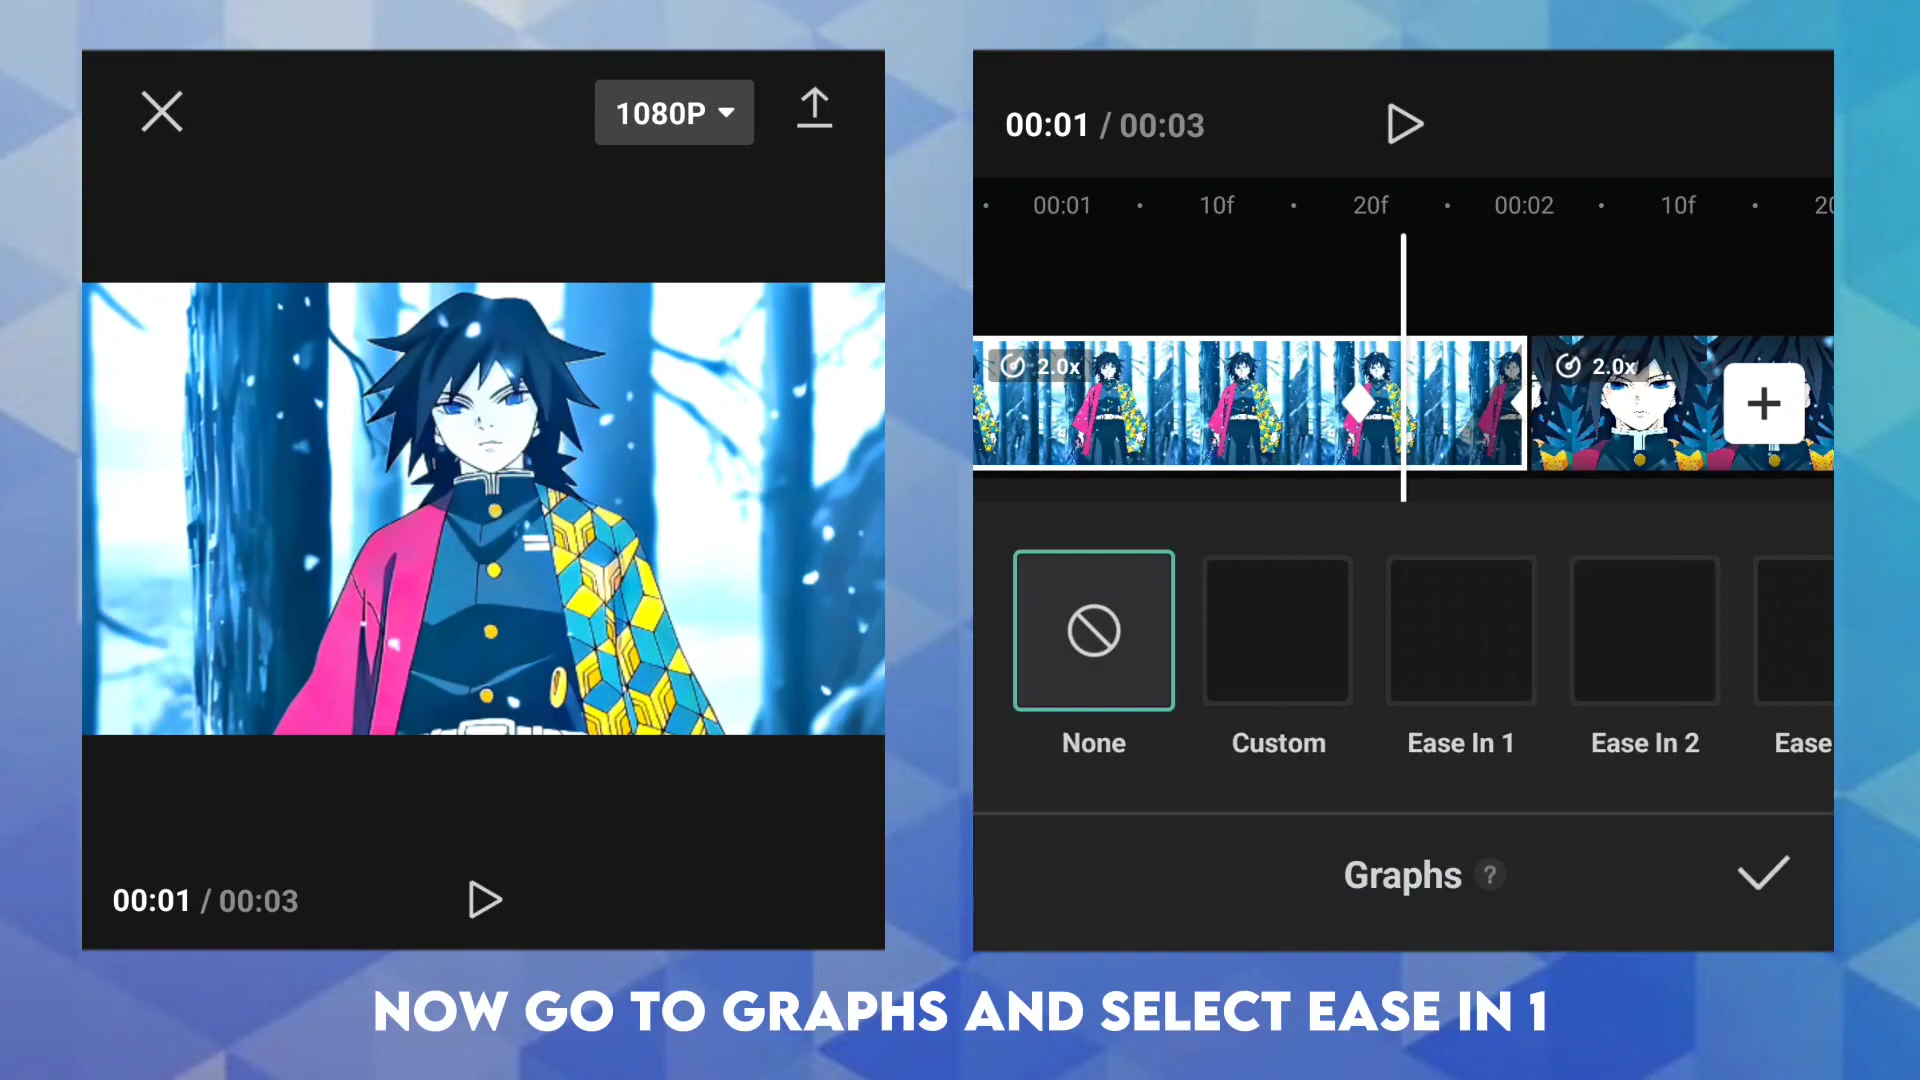 1080P
00:01 / 00:03
00:01 / 00:03
00:01 10f 20f 00:02 10f 20
2.0x 2.0x
None Custom Ease In 1 Ease In 2 Ease
Graphs ?
NOW GO TO GRAPHS AND SELECT EASE IN 1